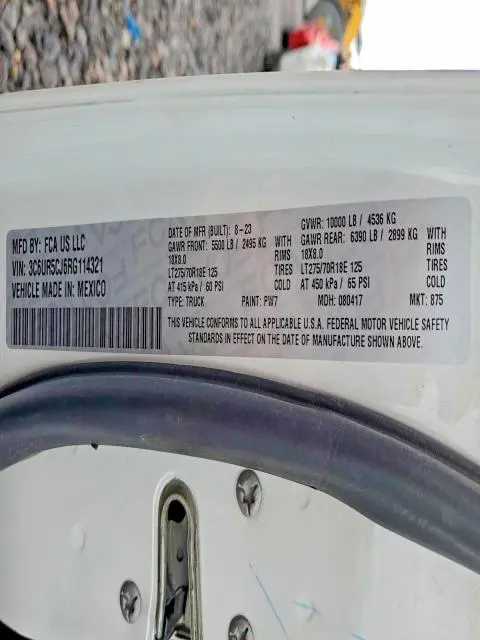 MFD BY: FCA US LLC
VIN: 3C6UR5CJ6RG114321
VEHICLE MADE IN: MEXICO
DATE OF MFR (BUILT): 8-23
GAWR FRONT: 5500 LB / 2495 KG WITH
18X8.0 RIMS
LT275/70R18E 125 TIRES
AT 415 kPa / 60 PSI COLD
TYPE: TRUCK
GVWR: 10000 LB / 4536 KG
GAWR REAR: 6390 LB / 2899 KG WITH
18X8.0 RIMS
LT275/70R18E 125 TIRES
AT 450 kPa / 65 PSI COLD
PAINT: PW7 MDH: 080417 MKT: 875
THIS VEHICLE CONFORMS TO ALL APPLICABLE U.S.A. FEDERAL MOTOR VEHICLE SAFETY
STANDARDS IN EFFECT ON THE DATE OF MANUFACTURE SHOWN ABOVE.